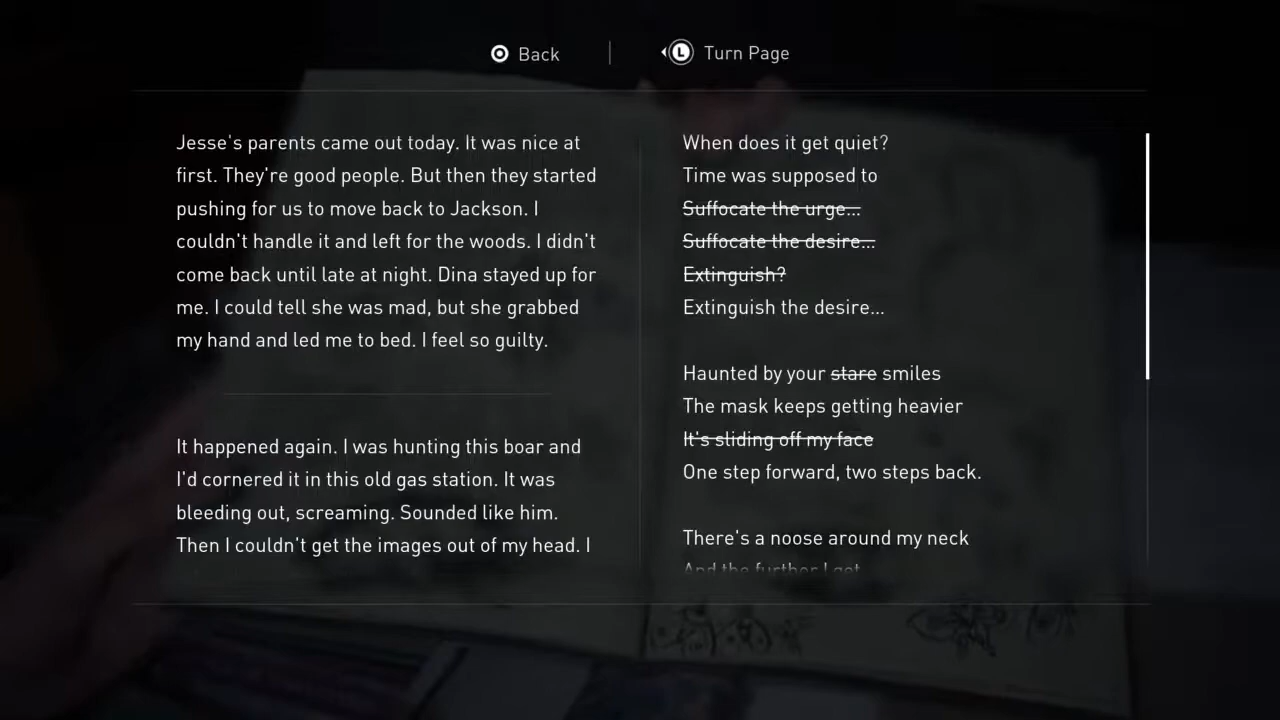 Back
L Turn Page
Jesse's parents came out today. It was nice at
first. They're good people. But then they started
pushing for us to move back to Jackson. I
couldn't handle it and left for the woods. I didn't
come back until late at night. Dina stayed up for
me. I could tell she was mad, but she grabbed
my hand and led me to bed. I feel so guilty.
It happened again. I was hunting this boar and
I'd cornered it in this old gas station. It was
bleeding out, screaming. Sounded like him.
Then I couldn't get the images out of my head. I
When does it get quiet?
Time was supposed to
Suffocate the urge...
Suffocate the desire...
Extinguish?
Extinguish the desire...
Haunted by your stare smiles
The mask keeps getting heavier
It's sliding off my face
One step forward, two steps back.
There's a noose around my neck
And the further I get